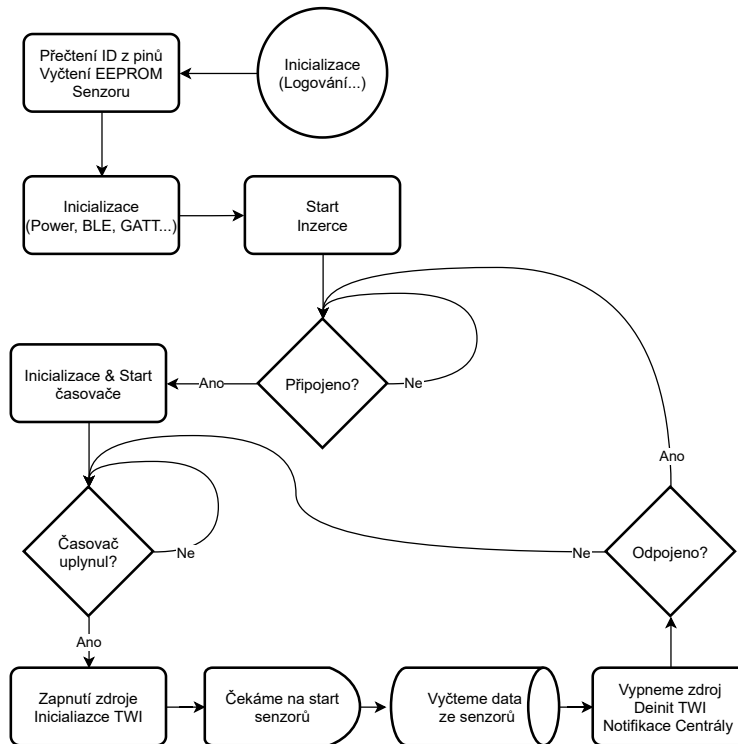 Inicializace
(Logování...)
Přečtení ID z pinů
Vyčtení EEPROM
Senzoru
Inicializace
(Power, BLE, GATT...)
Start
Inzerce
Připojeno?
Ne
Ano
Inicializace & Start
časovače
Časovač
uplynul?
Ne
Ano
Zapnutí zdroje
Inicialiazce TWI
Čekáme na start
senzorů
Vyčteme data
ze senzorů
Vypneme zdroj
Deinit TWI
Notifikace Centrály
Odpojeno?
Ne
Ano